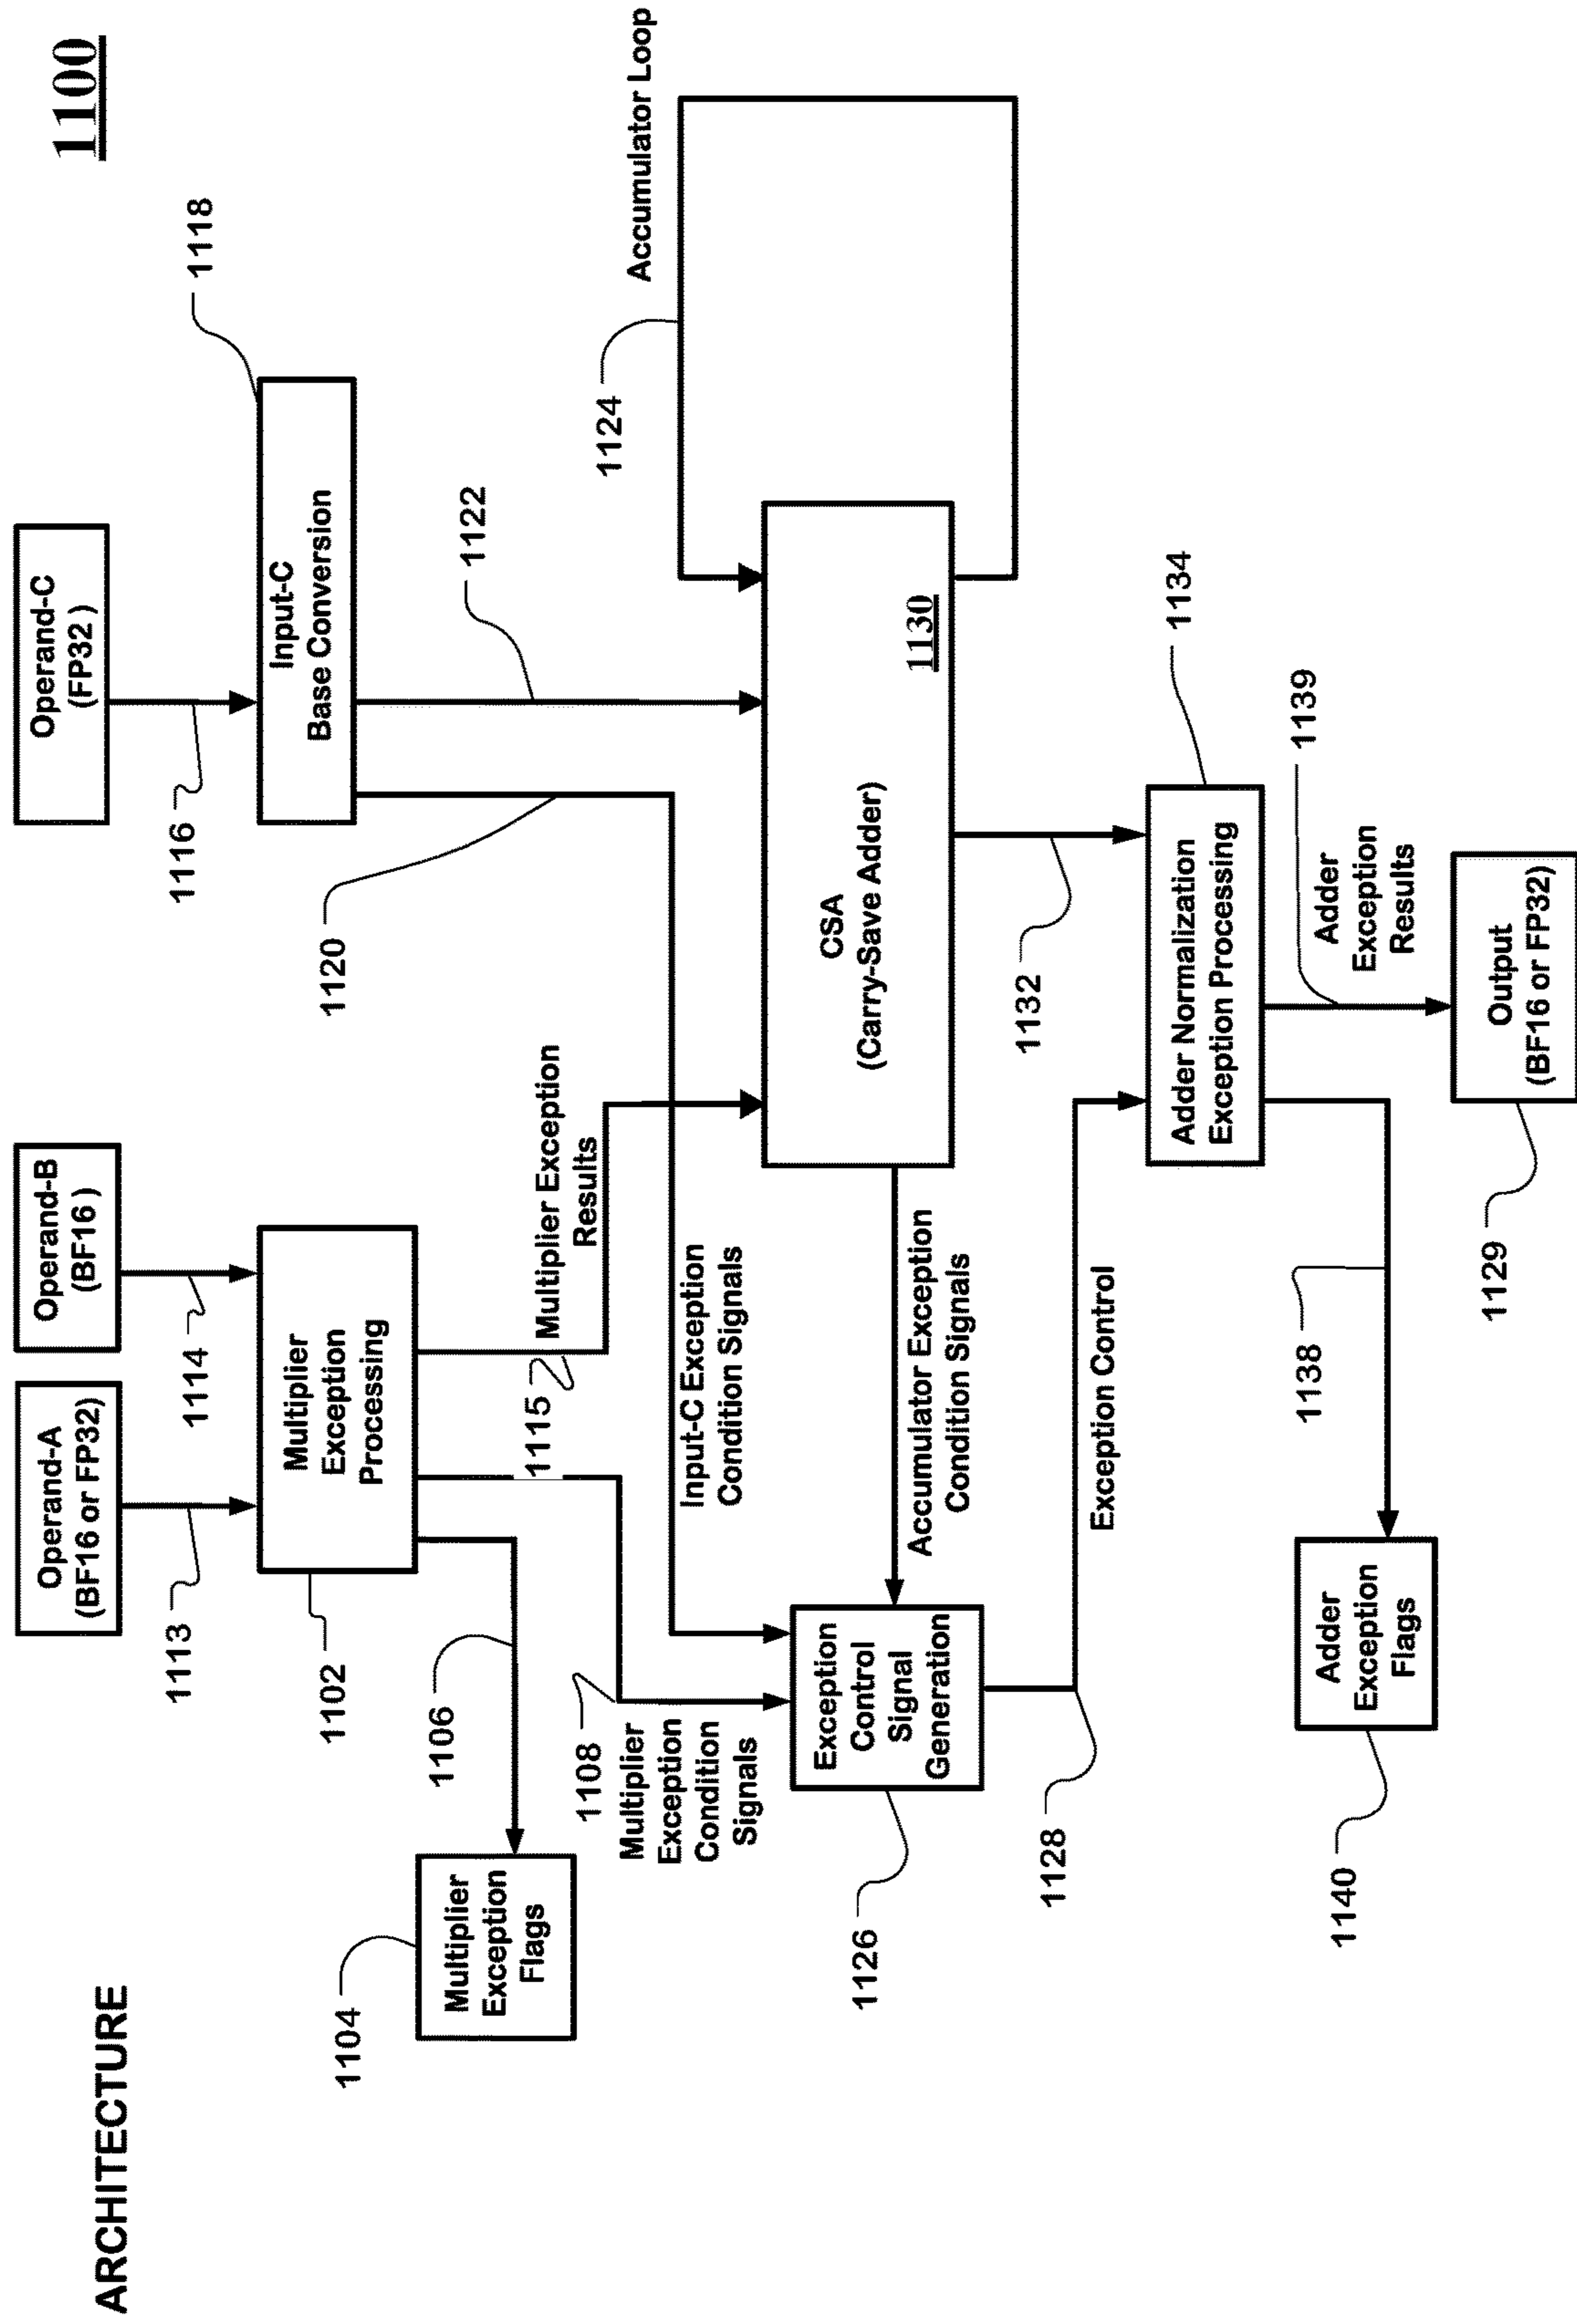 ARCHITECTURE
1100
Operand-A
(BF16 or FP32)
Operand-B
(BF16 )
Operand-C
(FP32 )
1113
1114
1116
1118
1102
Multiplier
Exception
Processing
Input-C
Base Conversion
1104
Multiplier
Exception
Flags
1106
1108
Multiplier
Exception
Condition
Signals
1115
Multiplier Exception
Results
Input-C Exception
Condition Signals
1120
1122
1124
Accumulator Loop
1126
Exception
Control
Signal
Generation
Accumulator Exception
Condition Signals
CSA
(Carry-Save Adder)
1130
1128
Exception Control
1132
1134
Adder Normalization
Exception Processing
1138
1139
Adder
Exception
Results
1140
Adder
Exception
Flags
1129
Output
(BF16 or FP32)